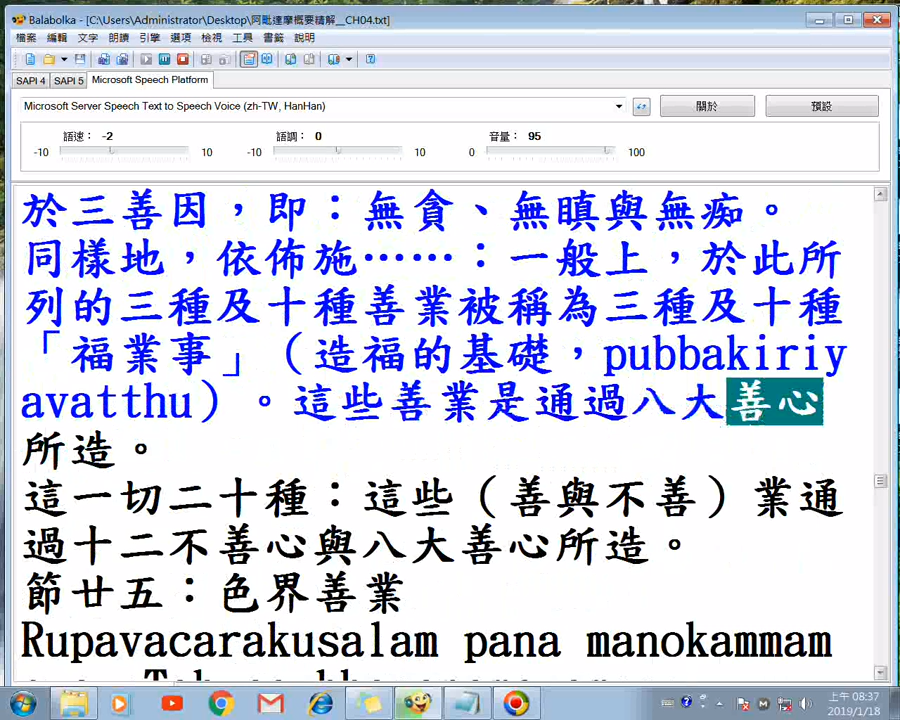 Balabolka - [C:\Users\Administrator\Desktop\阿毗達摩概要精解__CH04.txt]
檔案 編輯 文字 朗讀 引擎 選項 檢視 工具 書籤 說明
SAPI 4 SAPI 5 Microsoft Speech Platform
Microsoft Server Speech Text to Speech Voice (zh-TW, HanHan) 關於 預設
語速： -2 語調： 0 音量： 95
-10 10 -10 10 0 100
於三善因，即：無貪、無瞋與無痴。
同樣地，依佈施……：一般上，於此所
列的三種及十種善業被稱為三種及十種
「福業事」（造福的基礎，pubbakiriy
avatthu）。這些善業是通過八大善心
所造。
這一切二十種：這些（善與不善）業通
過十二不善心與八大善心所造。
節廿五：色界善業
Rupavacarakusalam pana manokammam
上午 08:37
2019/1/18